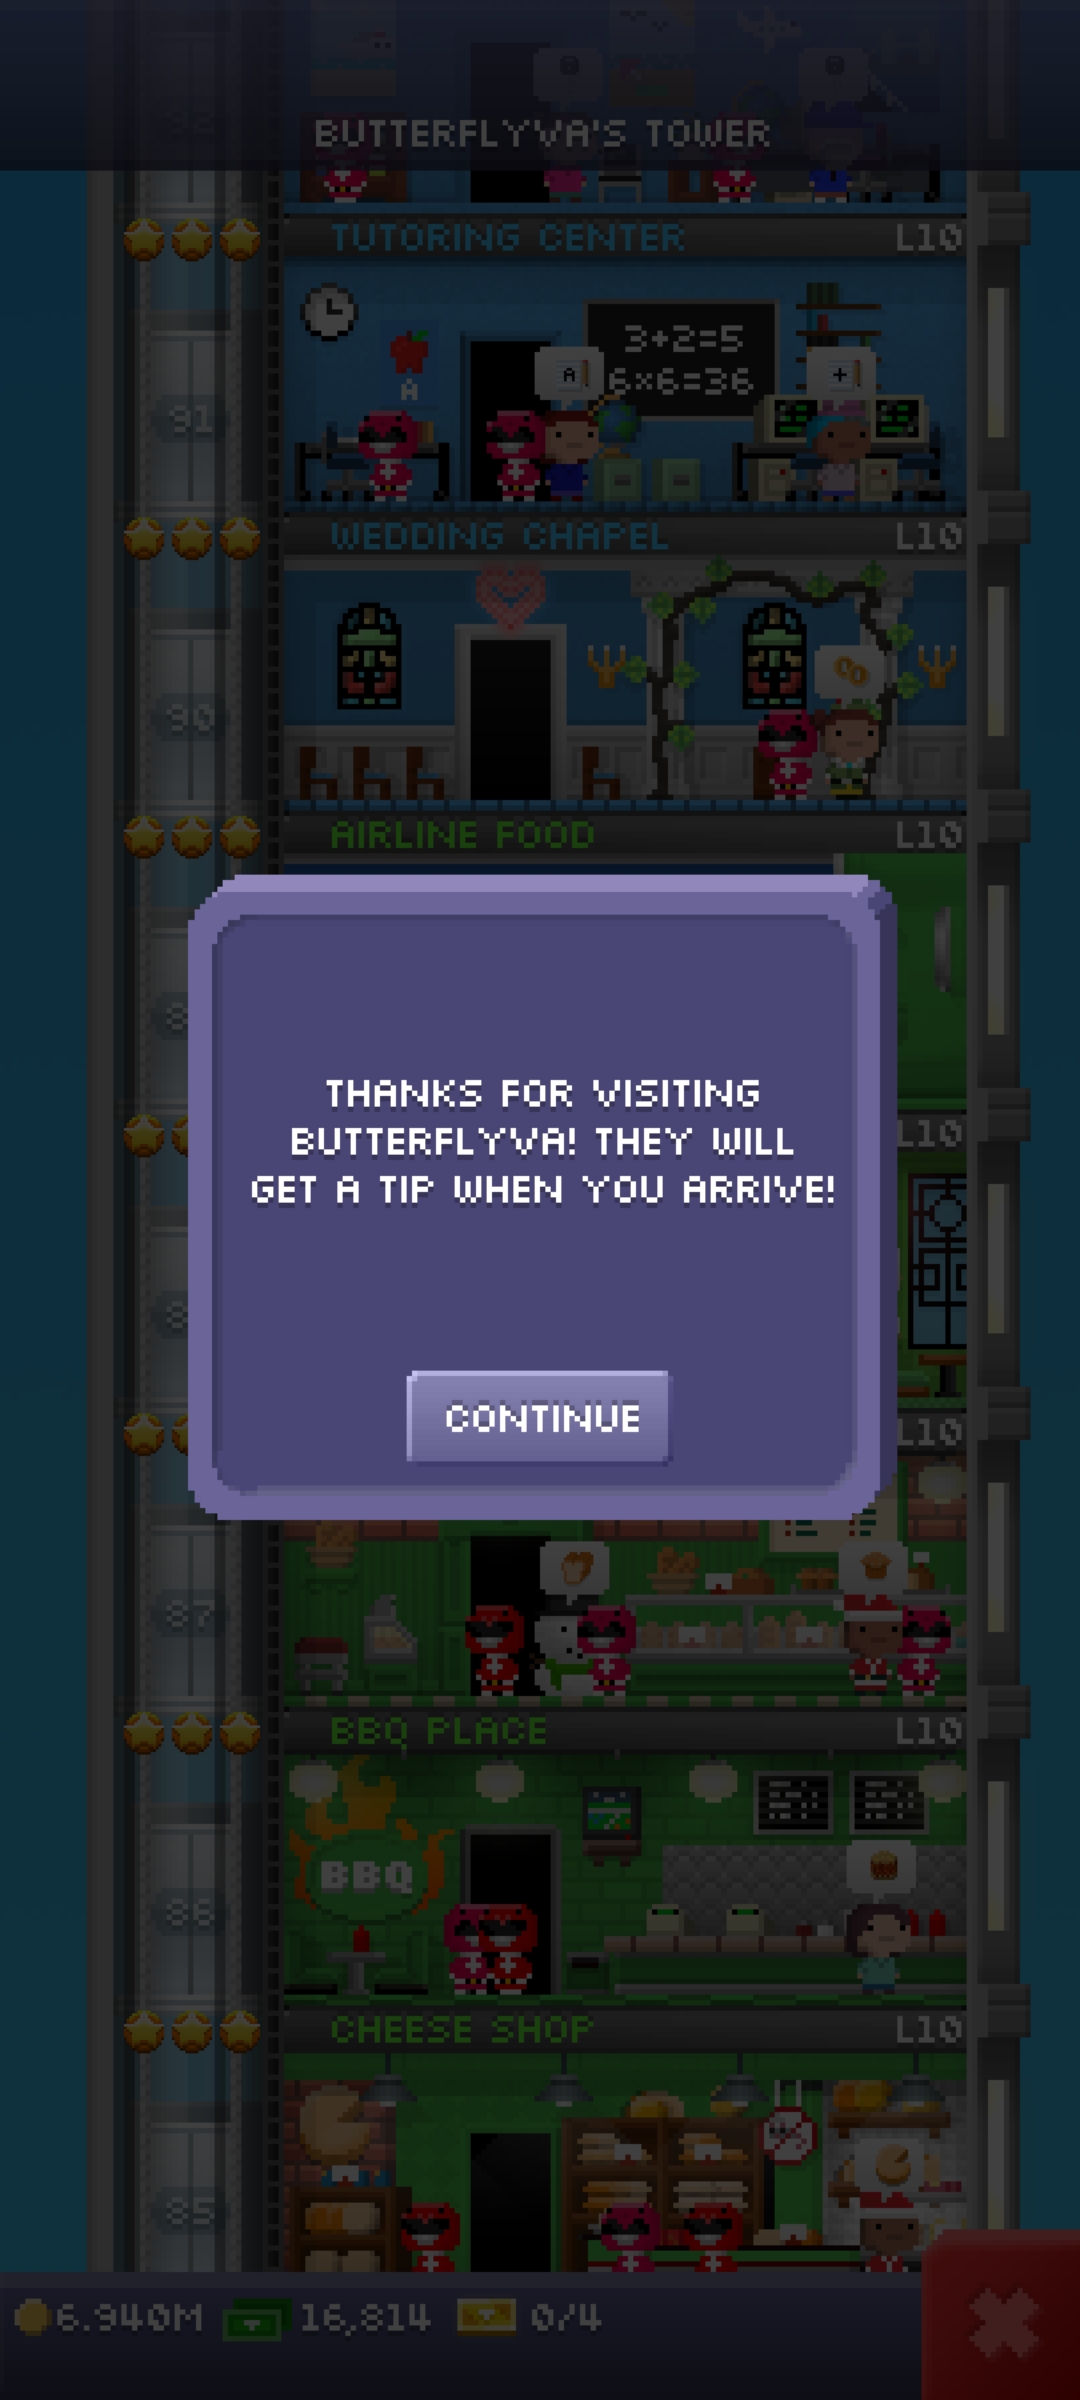 BUTTERFLYVA'S TOWER
TUTORING CENTER L10
3+2=5
6×6=36
A
A
+
91
WEDDING CHAPEL L10
90
AIRLINE FOOD L10
THANKS FOR VISITING
BUTTERFLYVA! THEY WILL
GET A TIP WHEN YOU ARRIVE!
L10
CONTINUE
L10
87
BBQ PLACE L10
BBQ
86
CHEESE SHOP L10
85
6.940M 16,814 0/4